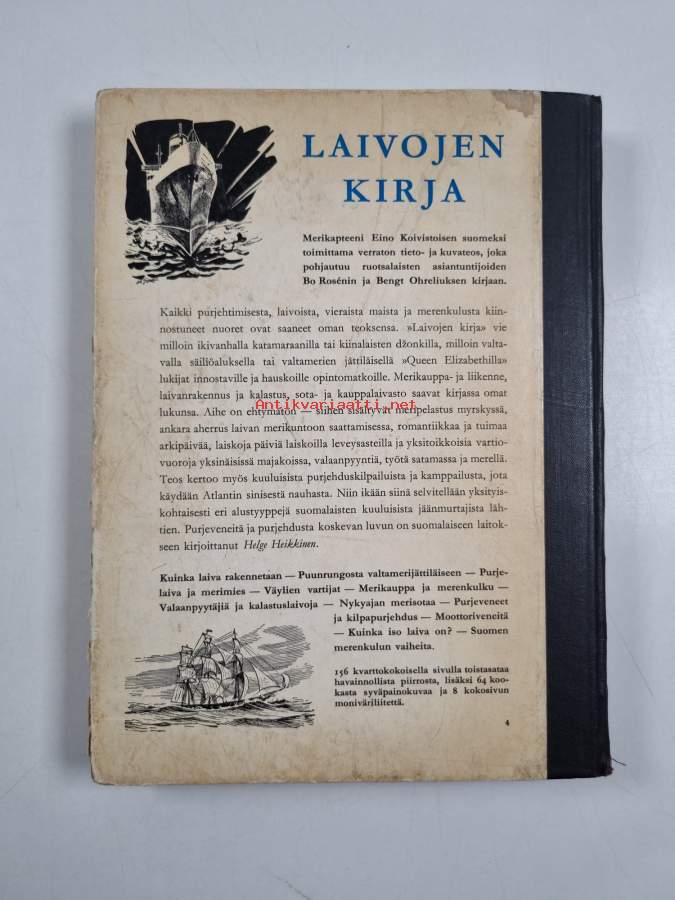 LAIVOJEN
KIRJA
Merikapteeni Eino Koivistoisen suomeksi
toimittama verraton tieto- ja kuvateos, joka
pohjautuu ruotsalaisten asiantuntijoiden
Bo Rosénin ja Bengt Ohreliuksen kirjaan.
Kaikki purjehtimisesta, laivoista, vieraista maista ja merenkulusta kiin-
nostuneet nuoret ovat saaneet oman teoksensa. »Laivojen kirja» vie
milloin ikivanhalla katamaraanilla tai kiinalaisten džonkilla, milloin valta-
valla säiliöaluksella tai valtamerien jättiläisellä »Queen Elizabethilla»
lukijat innostaville ja hauskoille opintomatkoille. Merikauppa- ja liikenne,
laivanrakennus ja kalastus, sota- ja kauppalaivasto saavat kirjassa omat
lukunsa. Aihe on ehtymätön — siihen sisältyvät meripelastus myrskyssä,
ankara aherrus laivan merikuntoon saattamisessa, romantiikkaa ja tuimaa
arkipäivää, laiskoja päiviä laiskoilla leveysasteilla ja yksitoikkoisia vartio-
vuoroja yksinäisissä majakoissa, valaanpyyntiä, työtä satamassa ja merellä.
Teos kertoo myös kuuluisista purjehduskilpailuista ja kamppailusta, jota
käydään Atlantin sinisestä nauhasta. Niin ikään siinä selvitellään yksityis-
kohtaisesti eri alustyyppejä suomalaisten kuuluisista jäänmurtajista läh-
tien. Purjeveneitä ja purjehdusta koskevan luvun on suomalaiseen laitok-
seen kirjoittanut Helge Heikkinen.
Kuinka laiva rakennetaan — Puunrungosta valtamerijättiläiseen — Purje-
laiva ja merimies — Väylien vartijat — Merikauppa ja merenkulku —
Valaanpyytäjiä ja kalastuslaivoja — Nykyajan merisotaa — Purjeveneet
ja kilpapurjehdus — Moottoriveneitä
— Kuinka iso laiva on? — Suomen
merenkulun vaiheita.
156 kvarttokokoisella sivulla toistasataa
havainnollista piirrosta, lisäksi 64 koo-
kasta syväpainokuvaa ja 8 kokosivun
moniväriliitettä.
4
Antikvariaatti.net